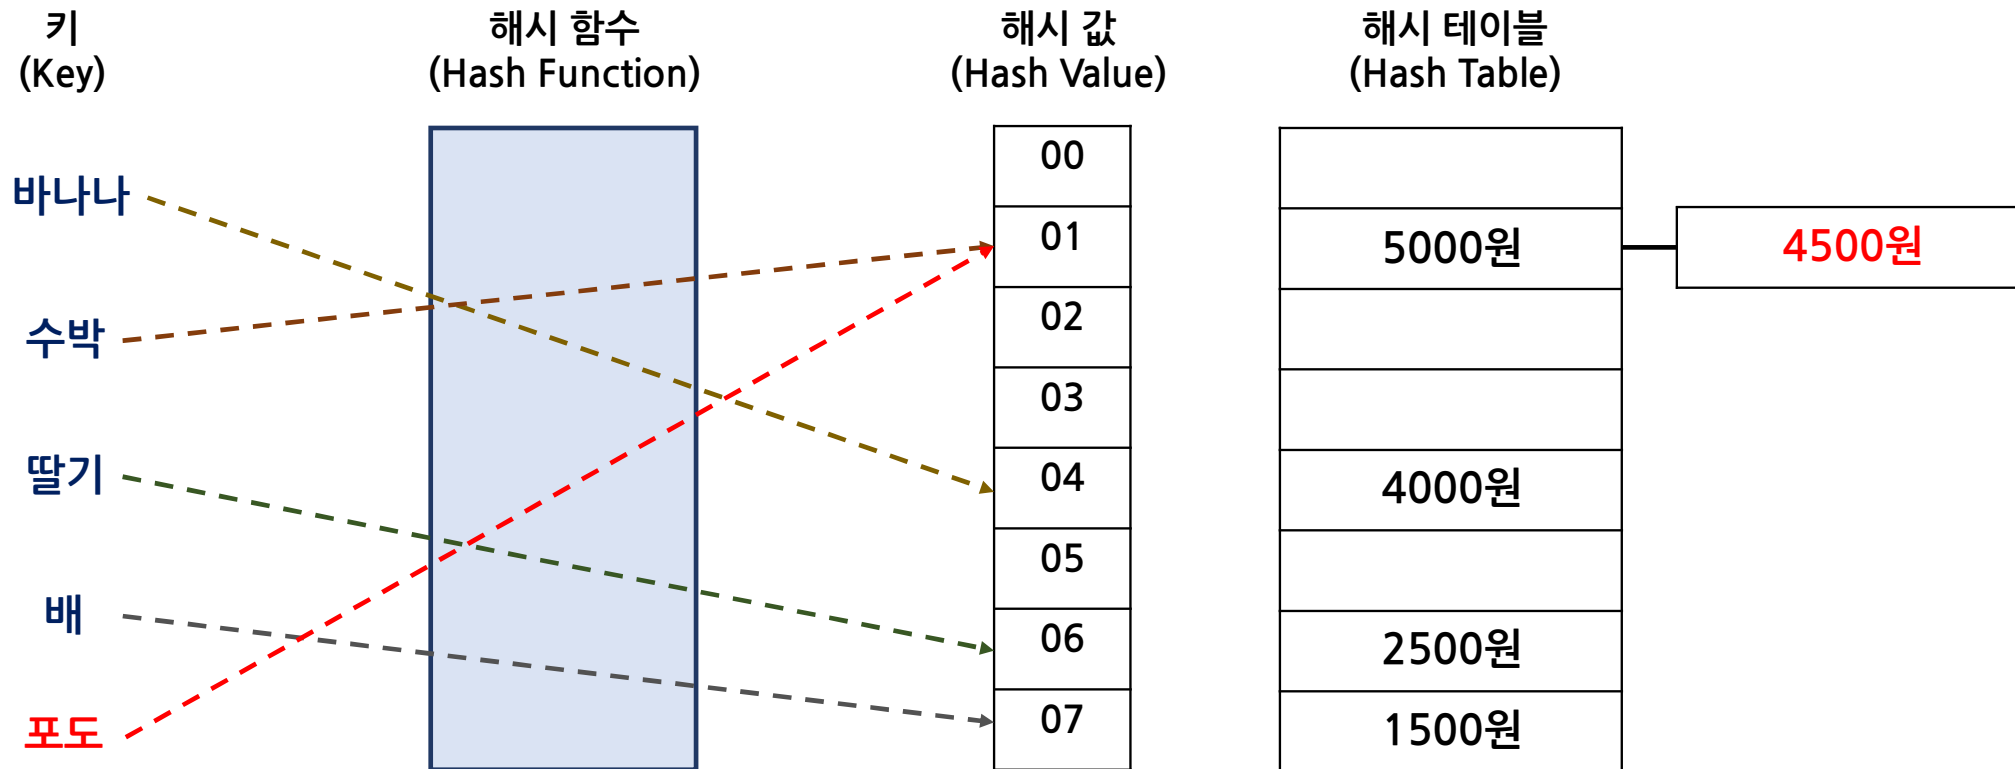 키
(Key)
해시 함수
(Hash Function)
해시 값
(Hash Value)
해시 테이블
(Hash Table)
바나나
수박
딸기
배
포도
00
01
02
03
04
05
06
07
5000원
4000원
2500원
1500원
4500원